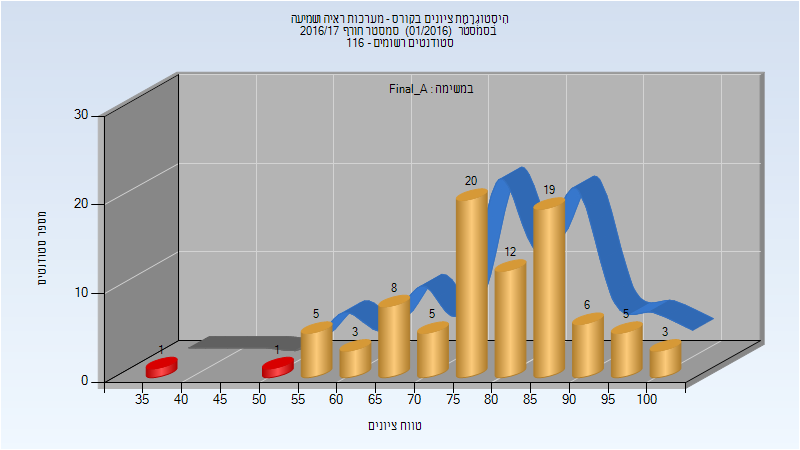 היסטוגרמת ציונים בקורס - מערכות ראיה ושמיעה
בסמסטר (01/2016) סמסטר חורף 2016/17
סטודנטים רשומים - 116
במשימה : Final_A
מספר סטודנטים
30
20
10
0
1 1 5 3 8 5 20 12 19 6 5 3
35 40 45 50 55 60 65 70 75 80 85 90 95 100
טווח ציונים